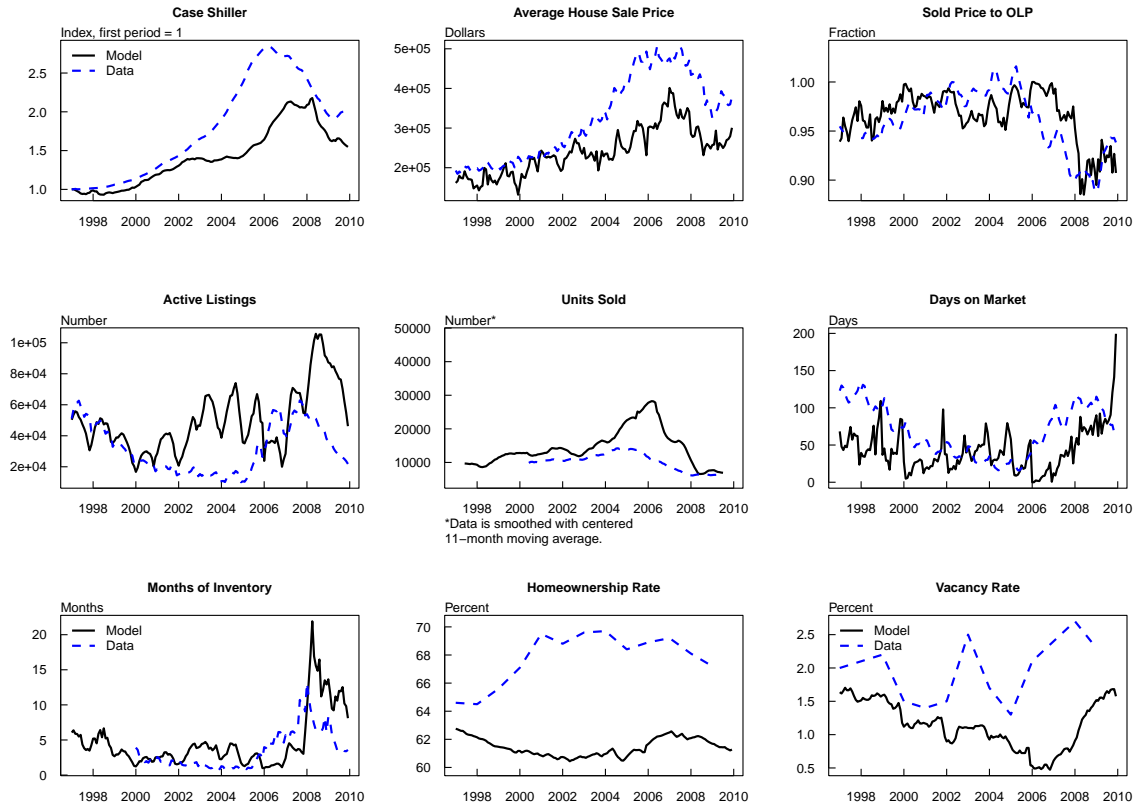 Case Shiller
Index, first period = 1
Model
Data
2.5
2.0
1.5
1.0
1998 2000 2002 2004 2006 2008 2010
Average House Sale Price
Dollars
5e+05
4e+05
3e+05
2e+05
1998 2000 2002 2004 2006 2008 2010
Sold Price to OLP
Fraction
1.00
0.95
0.90
1998 2000 2002 2004 2006 2008 2010
Active Listings
Number
1e+05
8e+04
6e+04
4e+04
2e+04
1998 2000 2002 2004 2006 2008 2010
Units Sold
Number*
50000
40000
30000
20000
10000
1998 2000 2002 2004 2006 2008 2010
*Data is smoothed with centered
11−month moving average.
Days on Market
Days
200
150
100
50
0
1998 2000 2002 2004 2006 2008 2010
Months of Inventory
Months
Model
Data
20
15
10
5
0
1998 2000 2002 2004 2006 2008 2010
Homeownership Rate
Percent
70
68
66
64
62
60
1998 2000 2002 2004 2006 2008 2010
Vacancy Rate
Percent
Model
Data
2.5
2.0
1.5
1.0
0.5
1998 2000 2002 2004 2006 2008 2010